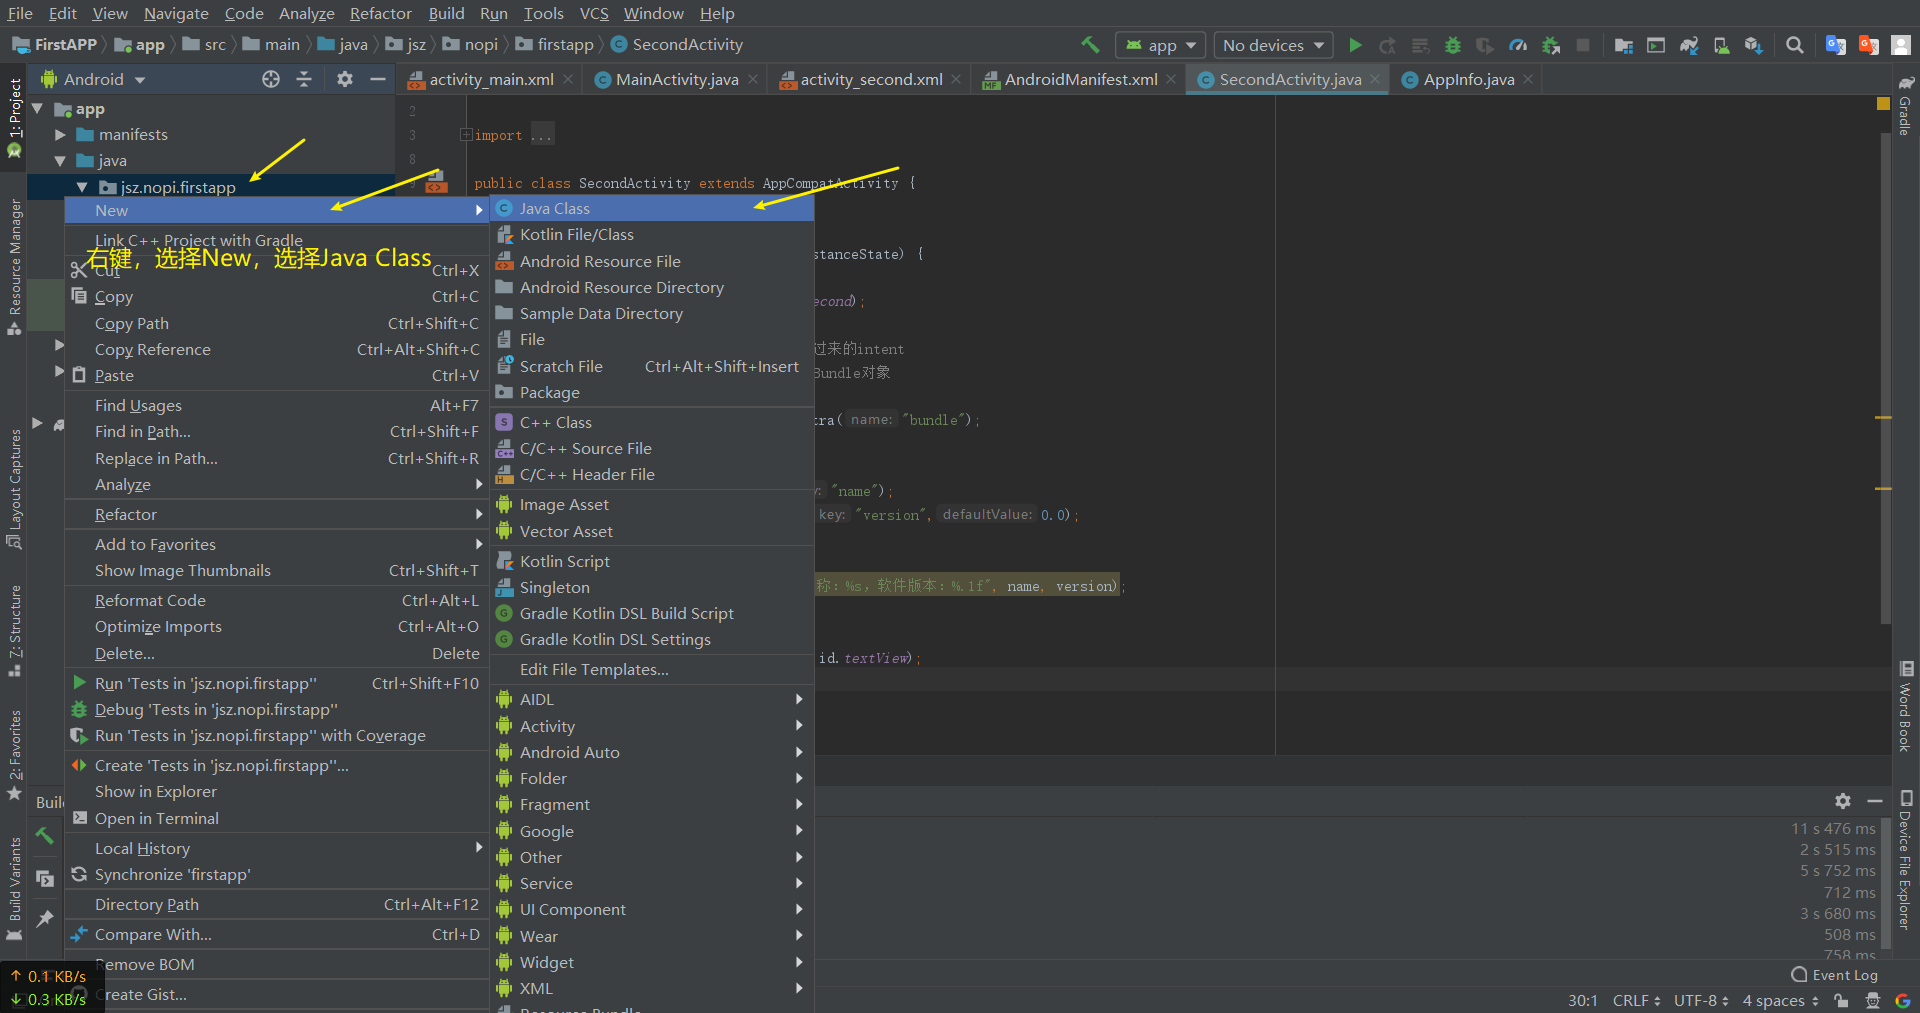 File Edit View Navigate Code Analyze Refactor Build Run Tools VCS Window Help
FirstAPP app src main java jsz nopi firstapp SecondActivity app No devices
Android activity_main.xml MainActivity.java activity_second.xml AndroidManifest.xml SecondActivity.java AppInfo.java
1: Project
Resource Manager
Layout Captures
Z: Structure
2: Favorites
Build Variants
Gradle
Word Book
Device File Explorer
app
manifests
java
jsz.nopi.firstapp
2
3 import ...
8
public class SecondActivity extends AppCompatActivity {
stanceState) {
econd);
过来的intent
Bundle对象
tra( name: "bundle");
y: "name");
key: "version", defaultValue: 0.0);
称：%s，软件版本：%.1f", name, version);
id.textView);
New
Link C++ Project with Gradle
右键，选择New，选择Java Class
Cut Ctrl+X
Copy Ctrl+C
Copy Path Ctrl+Shift+C
Copy Reference Ctrl+Alt+Shift+C
Paste Ctrl+V
Find Usages Alt+F7
Find in Path... Ctrl+Shift+F
Replace in Path... Ctrl+Shift+R
Analyze
Refactor
Add to Favorites
Show Image Thumbnails Ctrl+Shift+T
Reformat Code Ctrl+Alt+L
Optimize Imports Ctrl+Alt+O
Delete... Delete
Run 'Tests in 'jsz.nopi.firstapp'' Ctrl+Shift+F10
Debug 'Tests in 'jsz.nopi.firstapp''
Run 'Tests in 'jsz.nopi.firstapp'' with Coverage
Create 'Tests in 'jsz.nopi.firstapp''...
Show in Explorer
Open in Terminal
Local History
Synchronize 'firstapp'
Directory Path Ctrl+Alt+F12
Compare With... Ctrl+D
Remove BOM
Create Gist...
Java Class
Kotlin File/Class
Android Resource File
Android Resource Directory
Sample Data Directory
File
Scratch File Ctrl+Alt+Shift+Insert
Package
C++ Class
C/C++ Source File
C/C++ Header File
Image Asset
Vector Asset
Kotlin Script
Singleton
Gradle Kotlin DSL Build Script
Gradle Kotlin DSL Settings
Edit File Templates...
AIDL
Activity
Android Auto
Folder
Fragment
Google
Other
Service
UI Component
Wear
Widget
XML
Resource Bundle
Buil
11 s 476 ms
2 s 515 ms
5 s 752 ms
712 ms
3 s 680 ms
508 ms
758 ms
↑ 0.1 KB/s
↓ 0.3 KB/s
Event Log
30:1 CRLF UTF-8 4 spaces